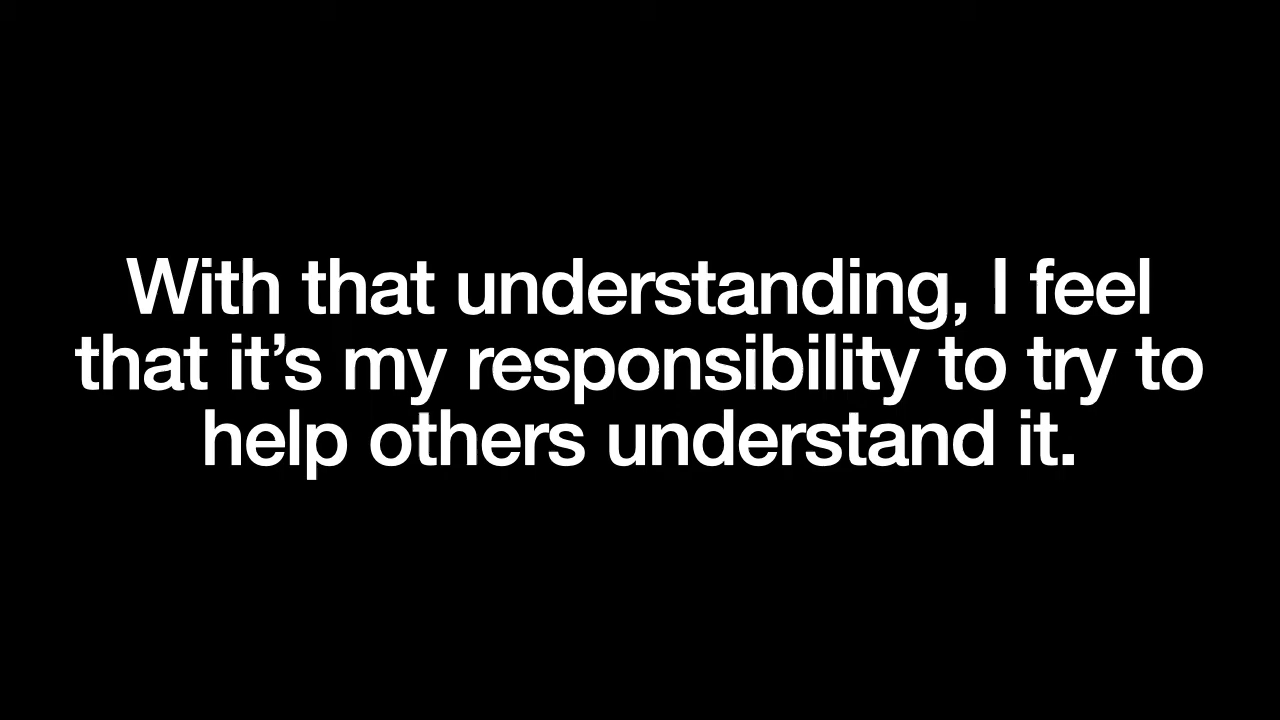 With that understanding, I feel
that it’s my responsibility to try to
help others understand it.